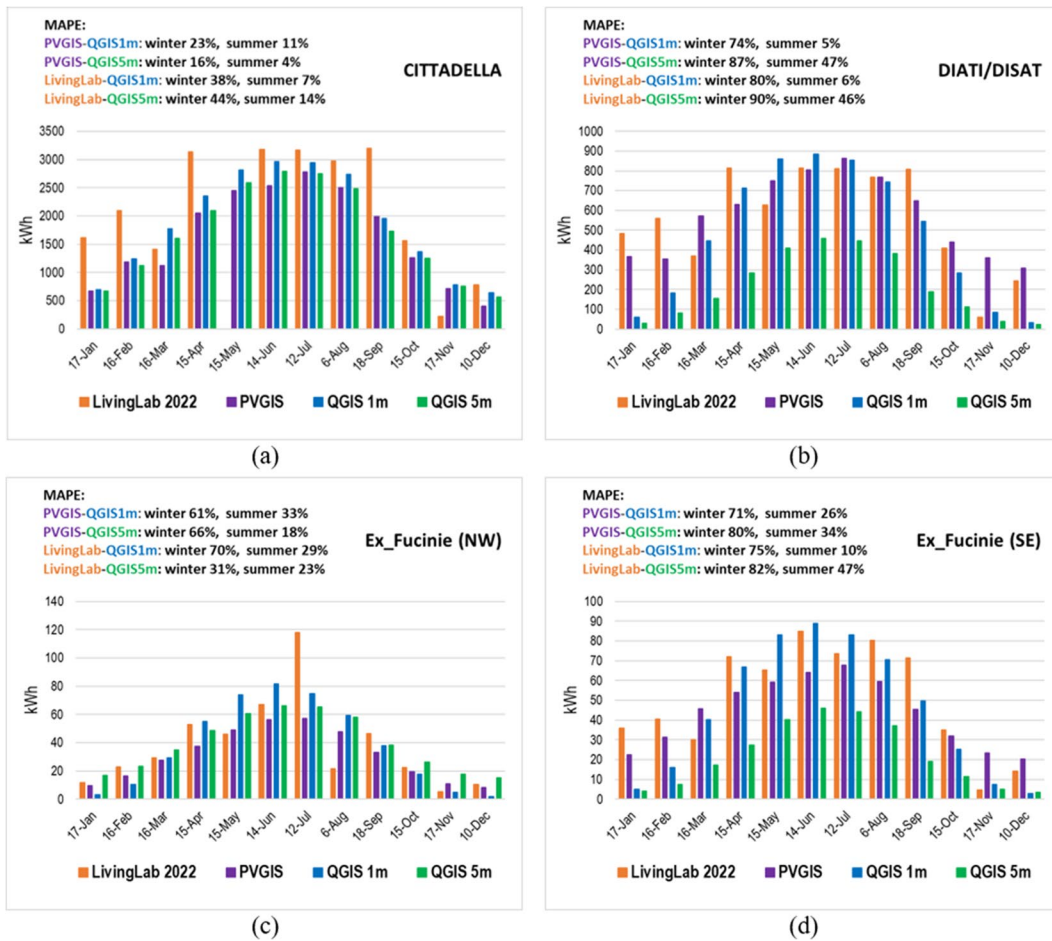 MAPE:
PVGIS-QGIS1m: winter 23%, summer 11%
PVGIS-QGIS5m: winter 16%, summer 4%
LivingLab-QGIS1m: winter 38%, summer 7%
LivingLab-QGIS5m: winter 44%, summer 14%
CITTADELLA
kWh
3500
3000
2500
2000
1500
1000
500
0
17-Jan
16-Feb
16-Mar
15-Apr
15-May
14-Jun
12-Jul
6-Aug
18-Sep
15-Oct
17-Nov
10-Dec
LivingLab 2022 PVGIS QGIS 1m QGIS 5m
(a)
MAPE:
PVGIS-QGIS1m: winter 74%, summer 5%
PVGIS-QGIS5m: winter 87%, summer 47%
LivingLab-QGIS1m: winter 80%, summer 6%
LivingLab-QGIS5m: winter 90%, summer 46%
DIATI/DISAT
kWh
1000
900
800
700
600
500
400
300
200
100
0
17-Jan
16-Feb
16-Mar
15-Apr
15-May
14-Jun
12-Jul
6-Aug
18-Sep
15-Oct
17-Nov
10-Dec
LivingLab 2022 PVGIS QGIS 1m QGIS 5m
(b)
MAPE:
PVGIS-QGIS1m: winter 61%, summer 33%
PVGIS-QGIS5m: winter 66%, summer 18%
LivingLab-QGIS1m: winter 70%, summer 29%
LivingLab-QGIS5m: winter 31%, summer 23%
Ex_Fucinie (NW)
kWh
140
120
100
80
60
40
20
0
17-Jan
16-Feb
16-Mar
15-Apr
15-May
14-Jun
12-Jul
6-Aug
18-Sep
15-Oct
17-Nov
10-Dec
LivingLab 2022 PVGIS QGIS 1m QGIS 5m
(c)
MAPE:
PVGIS-QGIS1m: winter 71%, summer 26%
PVGIS-QGIS5m: winter 80%, summer 34%
LivingLab-QGIS1m: winter 75%, summer 10%
LivingLab-QGIS5m: winter 82%, summer 47%
Ex_Fucinie (SE)
kWh
100
90
80
70
60
50
40
30
20
10
0
17-Jan
16-Feb
16-Mar
15-Apr
15-May
14-Jun
12-Jul
6-Aug
18-Sep
15-Oct
17-Nov
10-Dec
LivingLab 2022 PVGIS QGIS 1m QGIS 5m
(d)